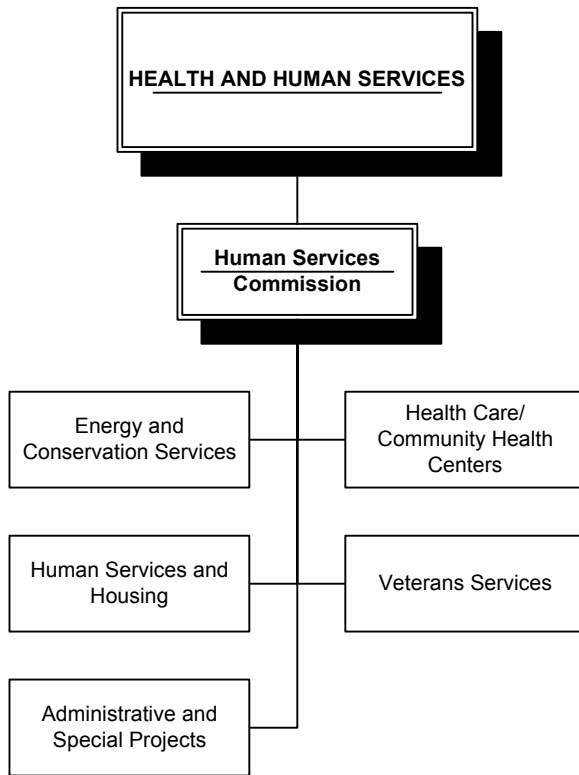 HEALTH AND HUMAN SERVICES
Human Services
Commission
Energy and
Conservation Services
Health Care/
Community Health
Centers
Human Services and
Housing
Veterans Services
Administrative and
Special Projects